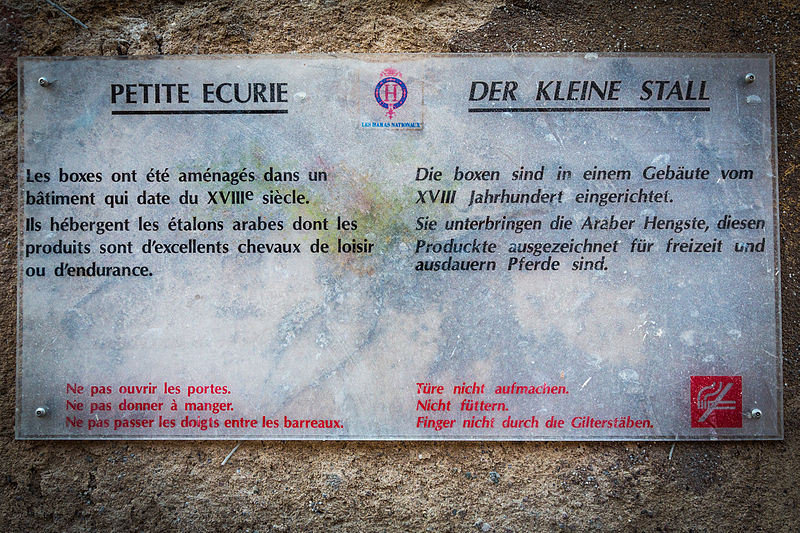 PETITE ECURIE
H
LES HARAS NATIONAUX
DER KLEINE STALL
Les boxes ont été aménagés dans un
bâtiment qui date du XVIIIe siècle.
Ils hébergent les étalons arabes dont les
produits sont d'excellents chevaux de loisir
ou d'endurance.
Die boxen sind in einem Gebäute vom
XVIII Jahrhundert eingerichtet.
Sie unterbringen die Araber Hengste, diesen
Produckte ausgezeichnet für freizeit und
ausdauern Pferde sind.
Ne pas ouvrir les portes.
Ne pas donner à manger.
Ne pas passer les doigts entre les barreaux.
Türe nicht aufmachen.
Nicht füttern.
Finger nicht durch die Gilterstäben.